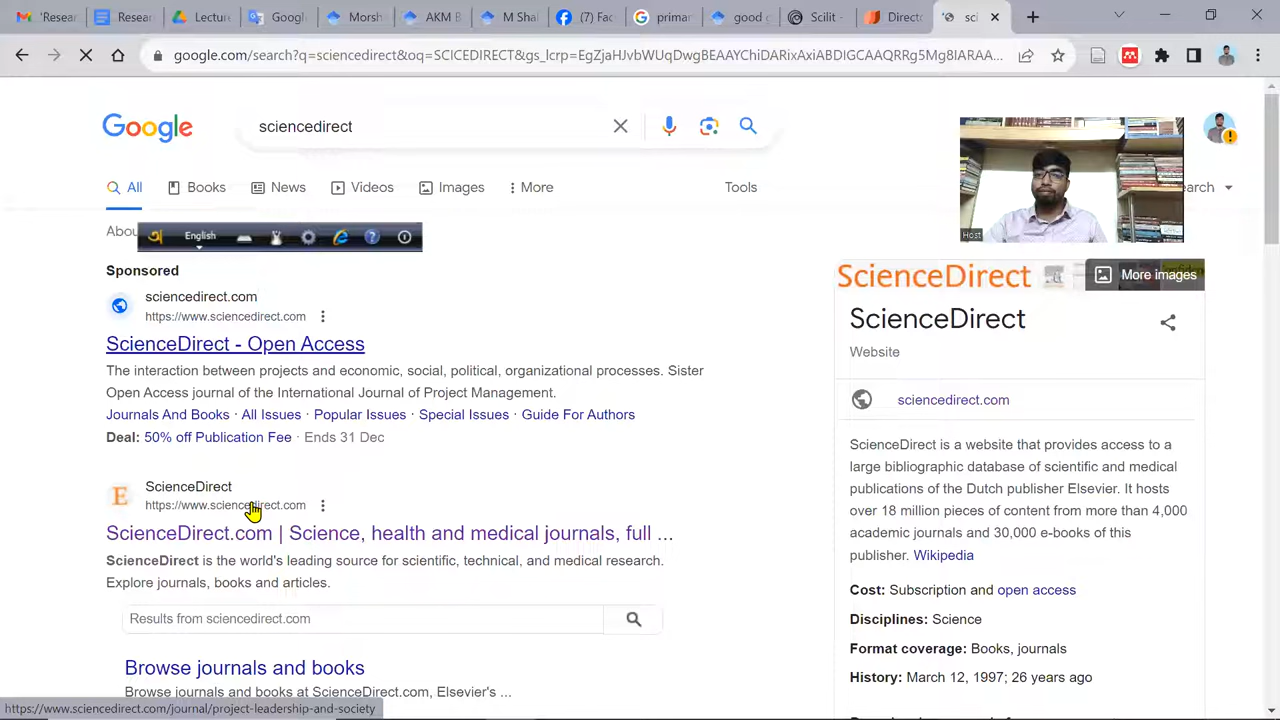 'Resear
Researc
Lecture
Google
Morshe
AKM B
M Sha
(7) Fac
primar
good q
Scilit -
Directo
sci
google.com/search?q=sciencedirect&oq=SCICEDIRECT&gs_lcrp=EgZjaHJvbWUqDwgBEAAYChiDARixAxiABDIGCAAQRRg5Mg8IARAA...
Google
sciencedirect
All
Books
News
Videos
Images
More
Tools
earch
Abou
English
Host
Sponsored
sciencedirect.com
https://www.sciencedirect.com
ScienceDirect - Open Access
The interaction between projects and economic, social, political, organizational processes. Sister
Open Access journal of the International Journal of Project Management.
Journals And Books · All Issues · Popular Issues · Special Issues · Guide For Authors
Deal: 50% off Publication Fee · Ends 31 Dec
E
ScienceDirect
https://www.sciencedirect.com
ScienceDirect.com | Science, health and medical journals, full ...
ScienceDirect is the world's leading source for scientific, technical, and medical research.
Explore journals, books and articles.
Results from sciencedirect.com
Browse journals and books
Browse journals and books at ScienceDirect.com, Elsevier's ...
ScienceDirect
More images
ScienceDirect
Website
sciencedirect.com
ScienceDirect is a website that provides access to a
large bibliographic database of scientific and medical
publications of the Dutch publisher Elsevier. It hosts
over 18 million pieces of content from more than 4,000
academic journals and 30,000 e-books of this
publisher. Wikipedia
Cost: Subscription and open access
Disciplines: Science
Format coverage: Books, journals
History: March 12, 1997; 26 years ago
https://www.sciencedirect.com/journal/project-leadership-and-society